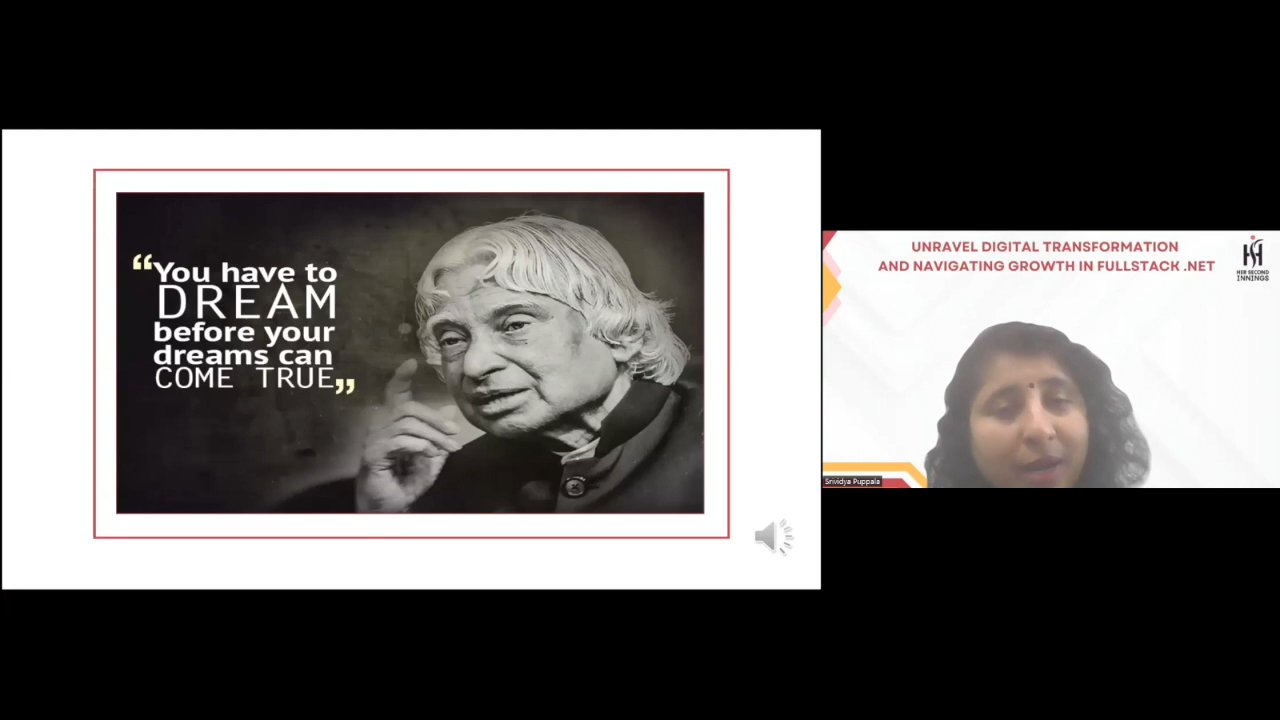 “You have to
DREAM
before your
dreams can
COME TRUE„
UNRAVEL DIGITAL TRANSFORMATION
AND NAVIGATING GROWTH IN FULLSTACK .NET
HER SECOND
INNINGS
Srividya Puppala